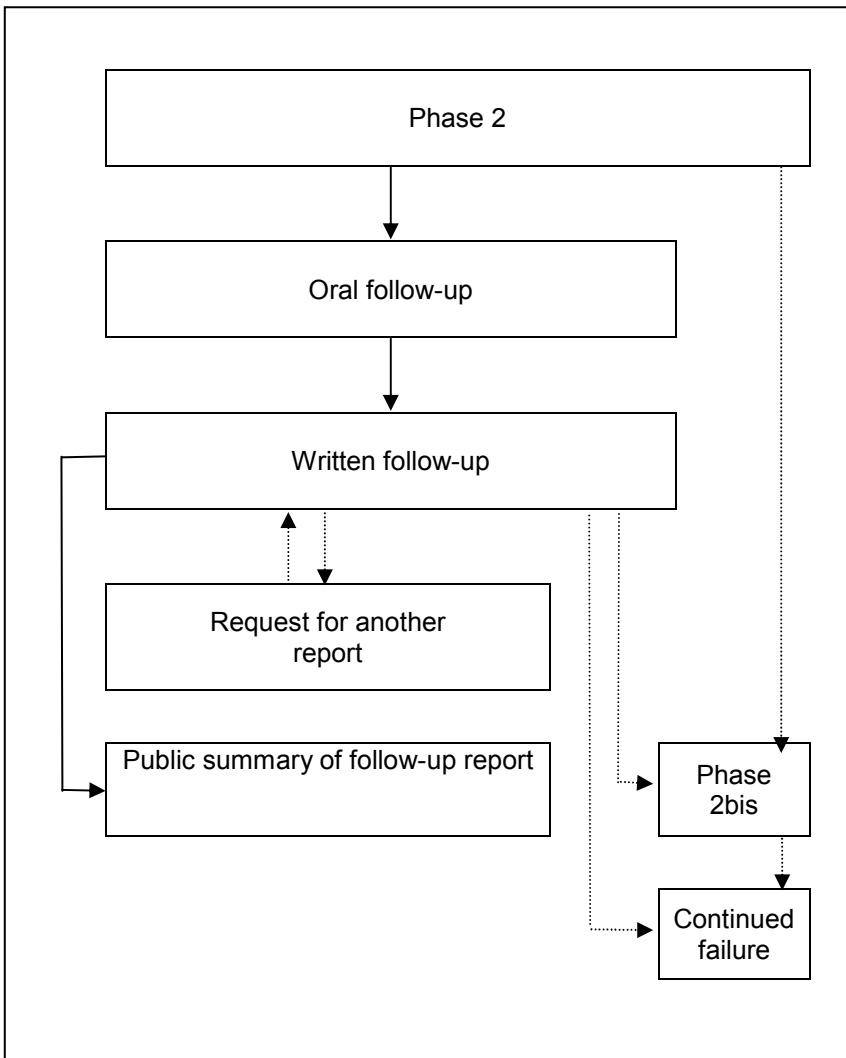 Phase 2
Oral follow-up
Written follow-up
Request for another
report
Public summary of follow-up report
Phase
2bis
Continued
failure